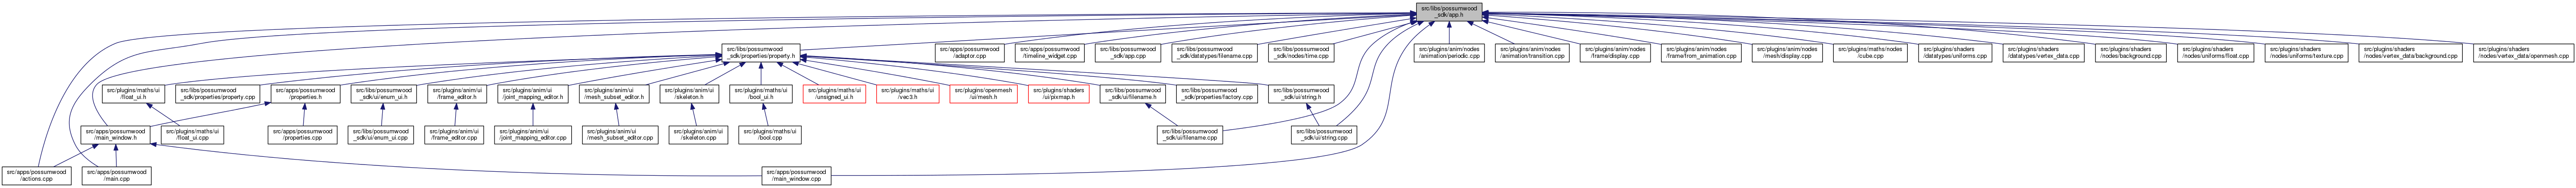 src/libs/possumwood
_sdk/app.h
src/libs/possumwood
_sdk/properties/property.h
src/apps/possumwood
/adaptor.cpp
src/apps/possumwood
/timeline_widget.cpp
src/libs/possumwood
_sdk/app.cpp
src/libs/possumwood
_sdk/datatypes/filename.cpp
src/libs/possumwood
_sdk/nodes/time.cpp
src/plugins/anim/nodes
/animation/periodic.cpp
src/plugins/anim/nodes
/animation/transition.cpp
src/plugins/anim/nodes
/frame/display.cpp
src/plugins/anim/nodes
/frame/from_animation.cpp
src/plugins/anim/nodes
/mesh/display.cpp
src/plugins/maths/nodes
/cube.cpp
src/plugins/shaders
/datatypes/uniforms.cpp
src/plugins/shaders
/datatypes/vertex_data.cpp
src/plugins/shaders
/nodes/background.cpp
src/plugins/shaders
/nodes/uniforms/float.cpp
src/plugins/shaders
/nodes/uniforms/texture.cpp
src/plugins/shaders
/nodes/vertex_data/background.cpp
src/plugins/shaders
/nodes/vertex_data/openmesh.cpp
src/plugins/maths/ui
/float_ui.h
src/libs/possumwood
_sdk/properties/property.cpp
src/apps/possumwood
/properties.h
src/libs/possumwood
_sdk/ui/enum_ui.h
src/plugins/anim/ui
/frame_editor.h
src/plugins/anim/ui
/joint_mapping_editor.h
src/plugins/anim/ui
/mesh_subset_editor.h
src/plugins/anim/ui
/skeleton.h
src/plugins/maths/ui
/bool_ui.h
src/plugins/maths/ui
/unsigned_ui.h
src/plugins/maths/ui
/vec3.h
src/plugins/openmesh
/ui/mesh.h
src/plugins/shaders
/ui/pixmap.h
src/libs/possumwood
_sdk/ui/filename.h
src/libs/possumwood
_sdk/properties/factory.cpp
src/libs/possumwood
_sdk/ui/string.h
src/apps/possumwood
/main_window.h
src/plugins/maths/ui
/float_ui.cpp
src/apps/possumwood
/properties.cpp
src/libs/possumwood
_sdk/ui/enum_ui.cpp
src/plugins/anim/ui
/frame_editor.cpp
src/plugins/anim/ui
/joint_mapping_editor.cpp
src/plugins/anim/ui
/mesh_subset_editor.cpp
src/plugins/anim/ui
/skeleton.cpp
src/plugins/maths/ui
/bool.cpp
src/libs/possumwood
_sdk/ui/filename.cpp
src/libs/possumwood
_sdk/ui/string.cpp
src/apps/possumwood
/actions.cpp
src/apps/possumwood
/main.cpp
src/apps/possumwood
/main_window.cpp